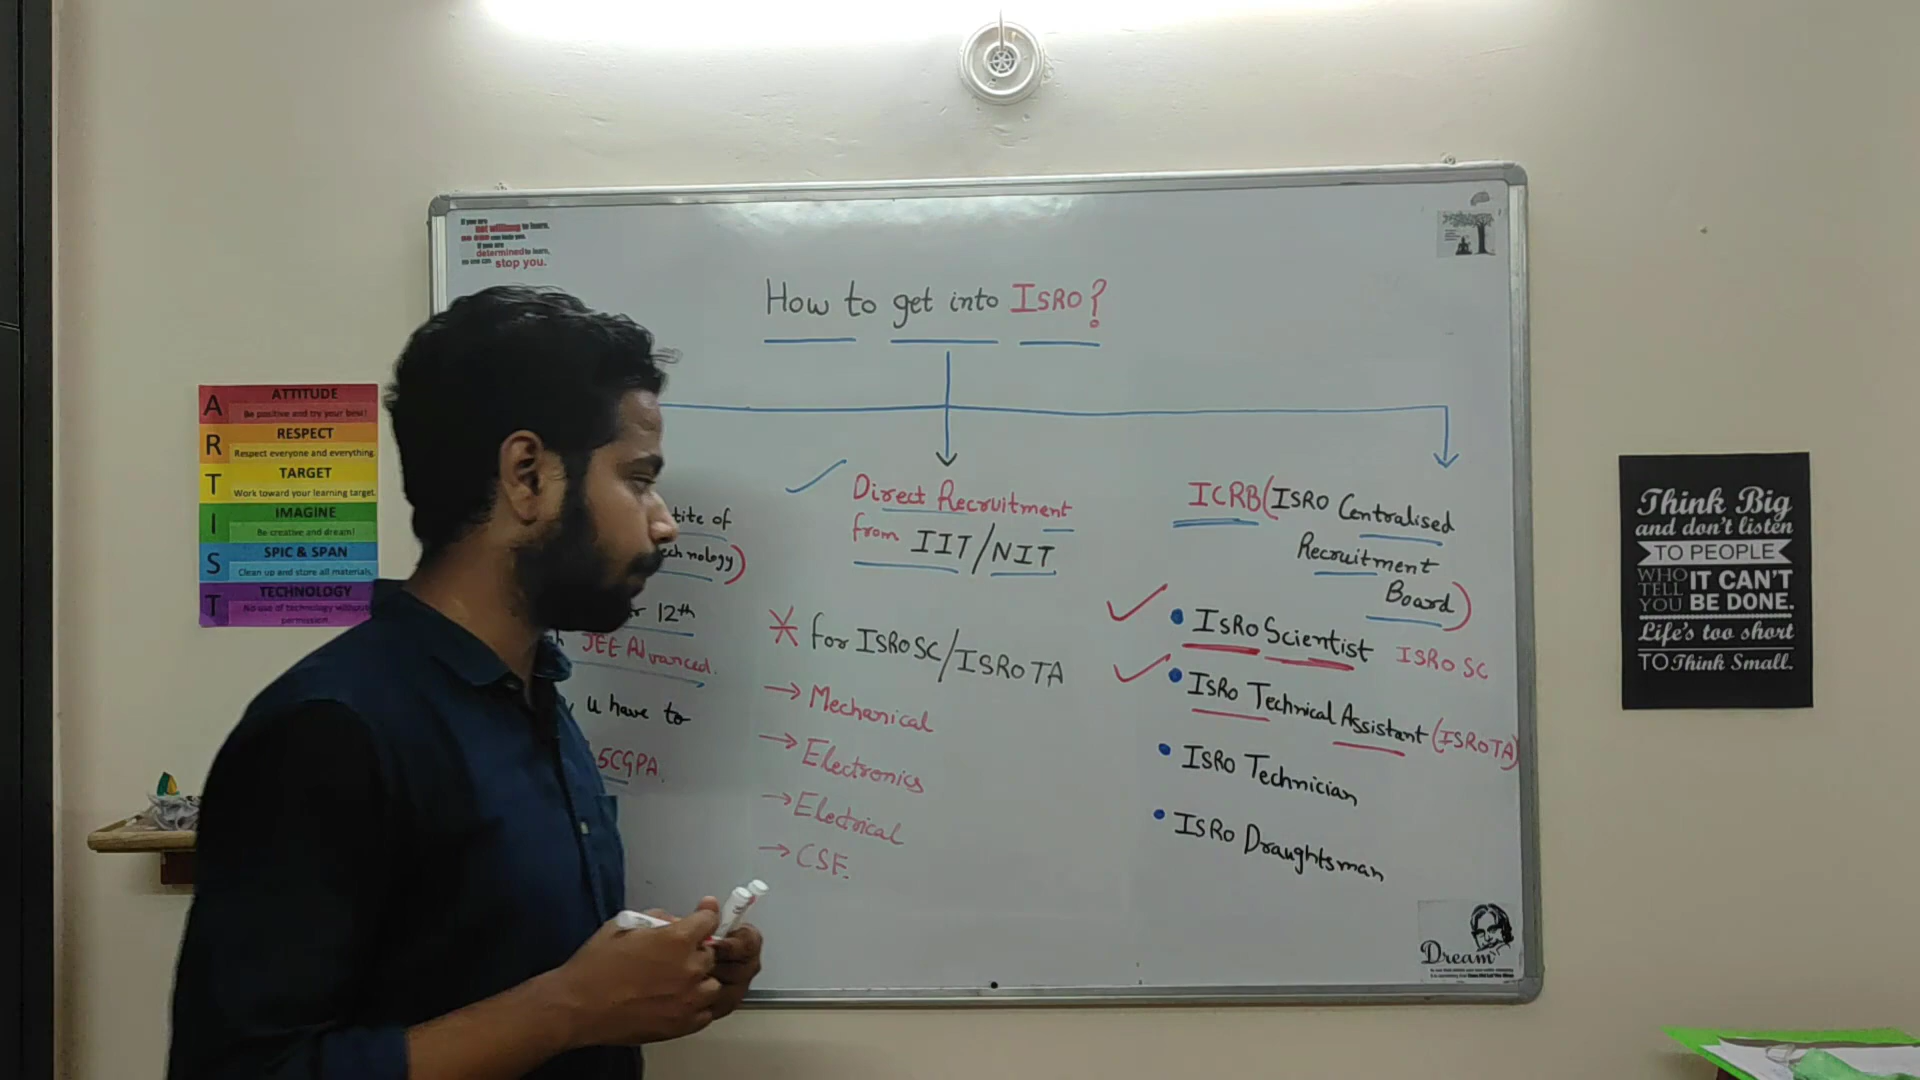 If you are
not willing to learn,
no one can help you.
If you are
determined to learn,
no one can stop you.
How to get into ISRO?
ATTITUDE
Be positive and try your best!
RESPECT
Respect everyone and everything.
TARGET
Work toward your learning target.
IMAGINE
Be creative and dream!
SPIC & SPAN
Clean up and store all materials.
TECHNOLOGY
No use of technology without
permission.
A
R
T
I
S
T
tite of
echnology)
12th
JEE Advanced.
u have to
5CGPA.
Direct Recruitment
from IIT/NIT
* for ISRO SC/ISRO TA
→ Mechanical
→ Electronics
→ Electrical
→ CSE.
ICRB (ISRO Centralised
Recruitment
Board)
• ISRO Scientist ISRO SC
• ISRO Technical Assistant (ISRO TA)
• ISRO Technician
• ISRO Draughtsman
Dream
Think Big
and don't listen
TO PEOPLE
WHO TELL YOU IT CAN'T
BE DONE.
Life's too short
TO Think Small.